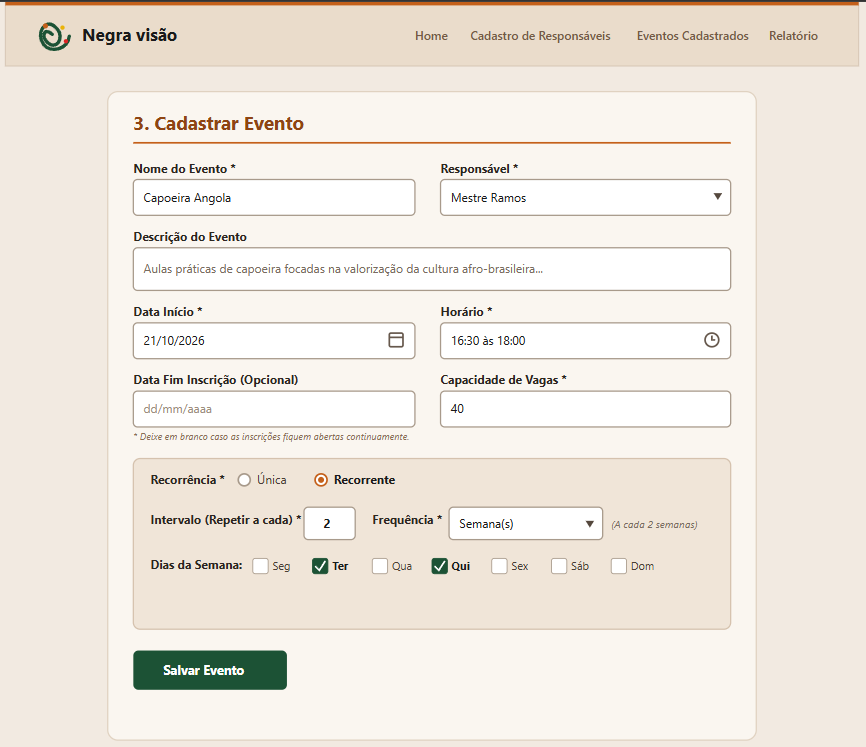 Negra visão
Home Cadastro de Responsáveis Eventos Cadastrados Relatório
3. Cadastrar Evento
Nome do Evento * Responsável *
Capoeira Angola Mestre Ramos
Descrição do Evento
Aulas práticas de capoeira focadas na valorização da cultura afro-brasileira...
Data Início * Horário *
21/10/2026 16:30 às 18:00
Data Fim Inscrição (Opcional) Capacidade de Vagas *
dd/mm/aaaa 40
* Deixe em branco caso as inscrições fiquem abertas continuamente.
Recorrência * Única Recorrente
Intervalo (Repetir a cada) * 2 Frequência * Semana(s) (A cada 2 semanas)
Dias da Semana: Seg Ter Qua Qui Sex Sáb Dom
Salvar Evento